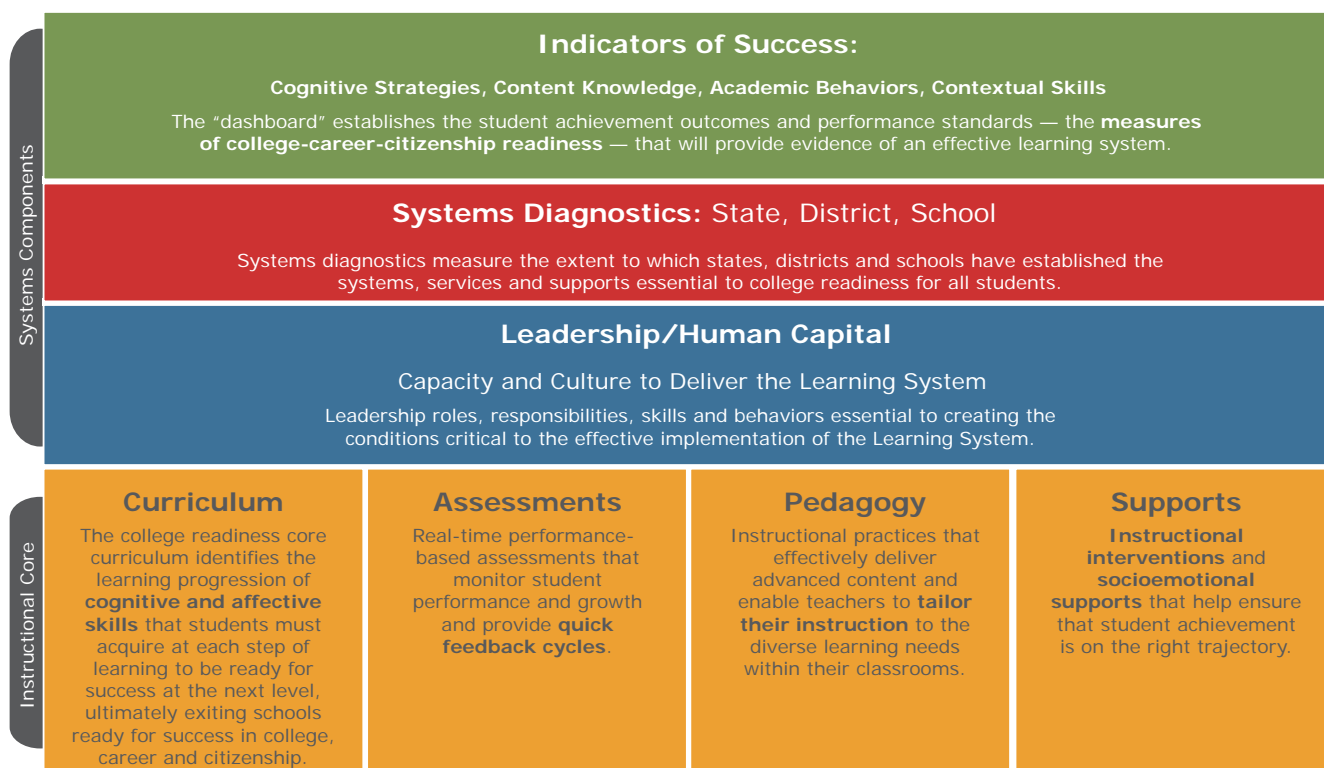 Systems Components
Indicators of Success:
Cognitive Strategies, Content Knowledge, Academic Behaviors, Contextual Skills
The “dashboard” establishes the student achievement outcomes and performance standards — the measures
of college-career-citizenship readiness — that will provide evidence of an effective learning system.
Systems Diagnostics: State, District, School
Systems diagnostics measure the extent to which states, districts and schools have established the
systems, services and supports essential to college readiness for all students.
Leadership/Human Capital
Capacity and Culture to Deliver the Learning System
Leadership roles, responsibilities, skills and behaviors essential to creating the
conditions critical to the effective implementation of the Learning System.
Instructional Core
Curriculum
The college readiness core
curriculum identifies the
learning progression of
cognitive and affective
skills that students must
acquire at each step of
learning to be ready for
success at the next level,
ultimately exiting schools
ready for success in college,
career and citizenship.
Assessments
Real-time performance-
based assessments that
monitor student
performance and growth
and provide quick
feedback cycles.
Pedagogy
Instructional practices that
effectively deliver
advanced content and
enable teachers to tailor
their instruction to the
diverse learning needs
within their classrooms.
Supports
Instructional
interventions and
socioemotional
supports that help ensure
that student achievement
is on the right trajectory.